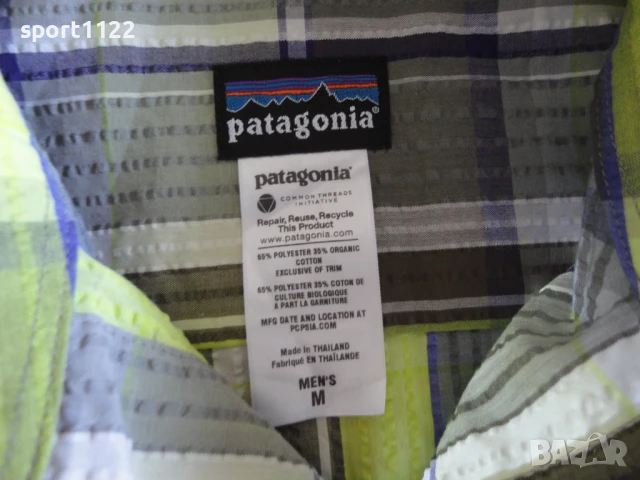 sport1122
patagonia®
patagonia®
COMMON THREADS
INITIATIVE
Repair, Reuse, Recycle
This Product
www.patagonia.com
65% POLYESTER 35% ORGANIC
COTTON
EXCLUSIVE OF TRIM
65% POLYESTER 35% COTON DE
CULTURE BIOLOGIQUE
A PART LA GARNITURE
MFG DATE AND LOCATION AT
PCPSIA.COM
Made in THAILAND
Fabriqué EN THAÏLANDE
MEN'S
M
BAZAR